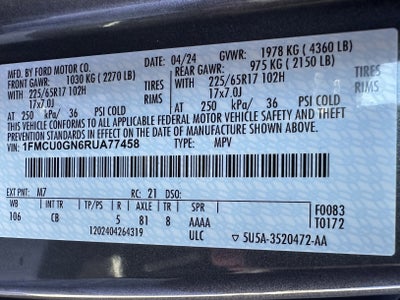 MFD. BY FORD MOTOR CO. 04/24 GVWR: 1978 KG ( 4360 LB)
FRONT GAWR: 1030 KG ( 2270 LB) REAR GAWR: 975 KG ( 2150 LB)
WITH WITH
225/65R17 102H TIRES 225/65R17 102H TIRES
17x7.0J RIMS 17x7.0J RIMS
AT 250 kPa/ 36 PSI COLD AT 250 kPa/ 36 PSI COLD
THIS VEHICLE CONFORMS TO ALL APPLICABLE FEDERAL MOTOR VEHICLE SAFETY, BUMPER, AND THEFT
PREVENTION STANDARDS IN EFFECT ON THE DATE OF MANUFACTURE SHOWN ABOVE.
VIN: 1FMCU0GN6RUA77458 TYPE: MPV
EXT PNT: M7 RC: 21 DSO:
WB INT TR TP/PS R AXLE TR SPR F0083
106 CB 5 B1 8 AAAA T0172
1202404264319 ULC 5U5A-3520472-AA